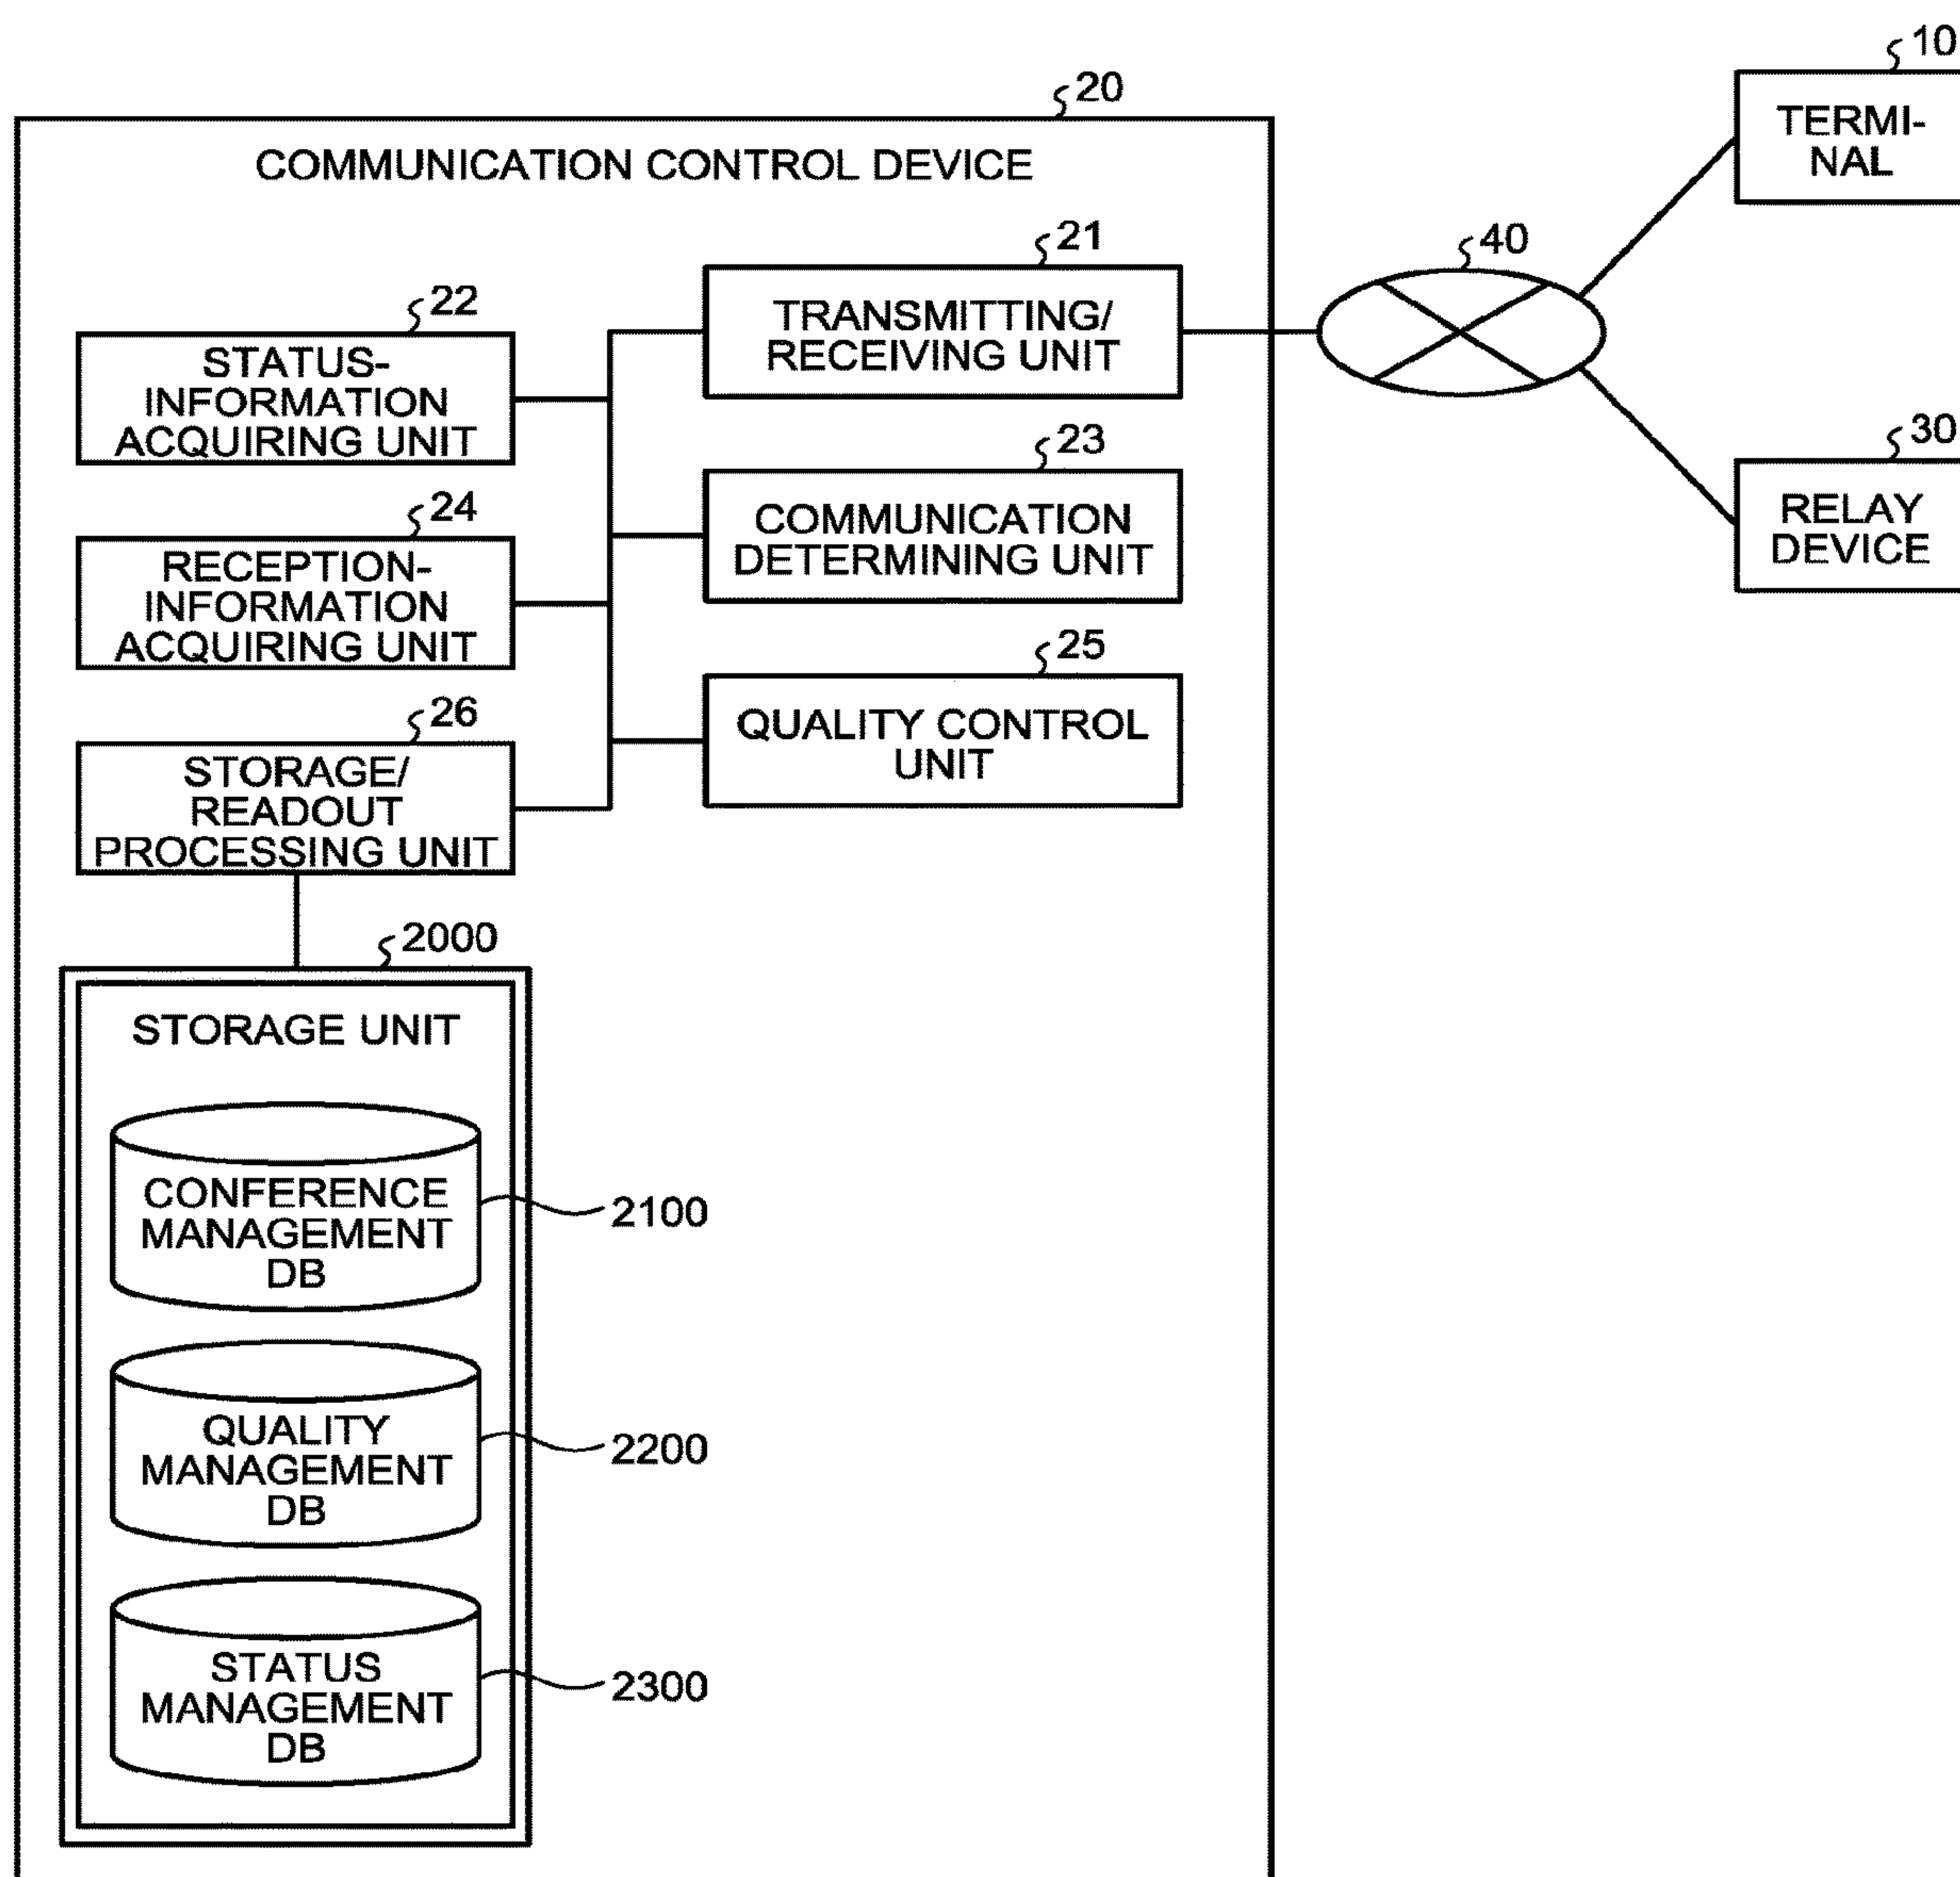 10
TERMI-
NAL
20
COMMUNICATION CONTROL DEVICE
21
TRANSMITTING/
RECEIVING UNIT
40
22
STATUS-
INFORMATION
ACQUIRING UNIT
23
COMMUNICATION
DETERMINING UNIT
30
RELAY
DEVICE
24
RECEPTION-
INFORMATION
ACQUIRING UNIT
25
QUALITY CONTROL
UNIT
26
STORAGE/
READOUT
PROCESSING UNIT
2000
STORAGE UNIT
CONFERENCE
MANAGEMENT
DB
2100
QUALITY
MANAGEMENT
DB
2200
STATUS
MANAGEMENT
DB
2300